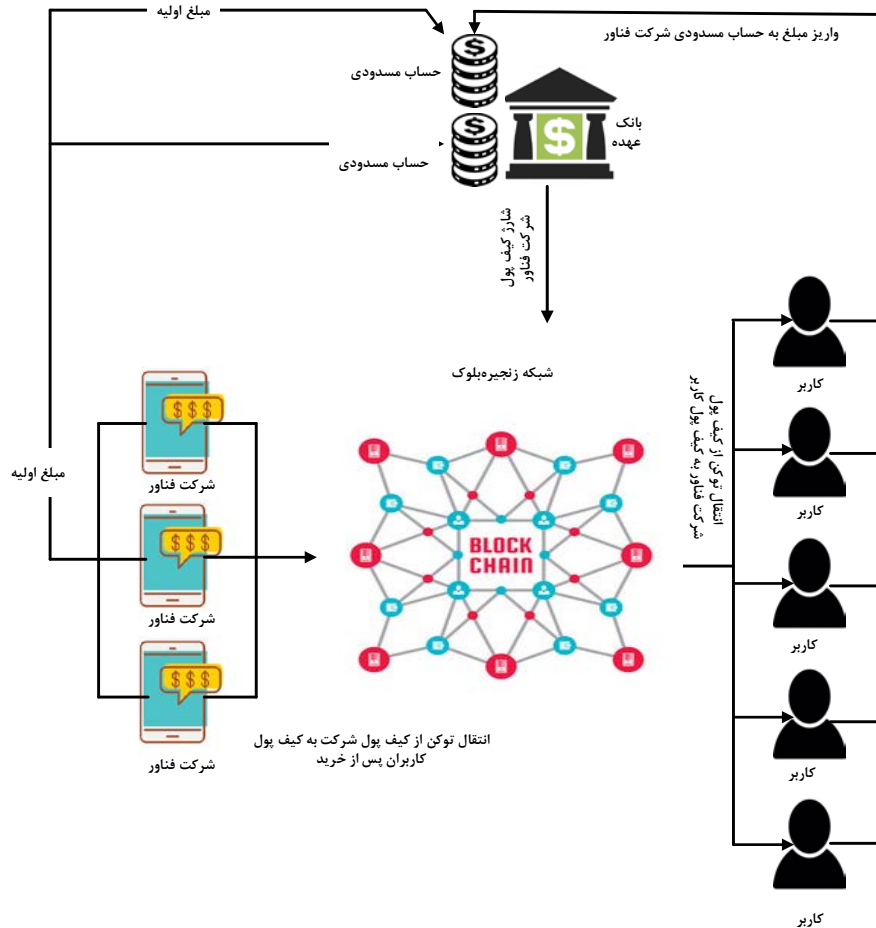 مبلغ اولیه
واریز مبلغ به حساب مسدودی شرکت فناور
$
حساب مسدودی
$
حساب مسدودی
$
بانک
عهده
شارژ کیف پول
شرکت فناور
شبکه زنجیره‌بلوک
مبلغ اولیه
$ $ $
شرکت فناور
$ $ $
شرکت فناور
$ $ $
شرکت فناور
BLOCK
CHAIN
انتقال توکن از کیف پول شرکت به کیف پول
کاربران پس از خرید
انتقال توکن از کیف پول
شرکت فناور به کیف پول کاربر
کاربر
کاربر
کاربر
کاربر
کاربر